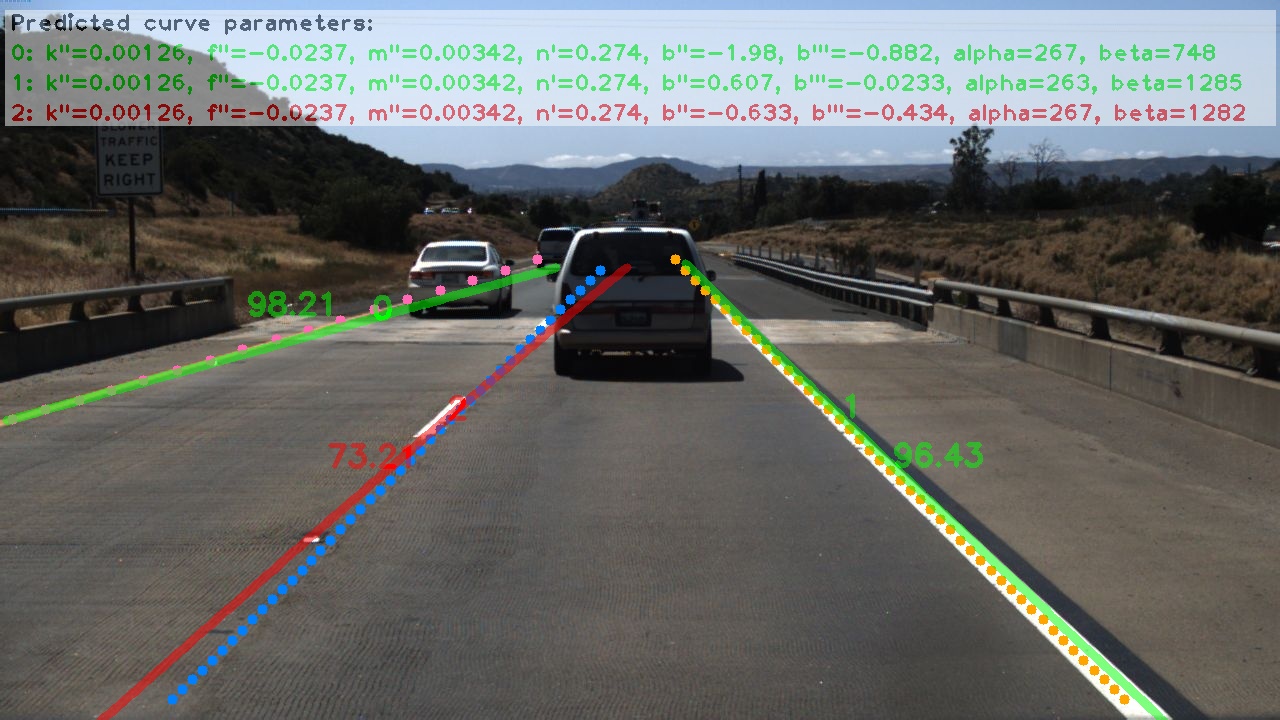 Predicted curve parameters:
0: k''=0.00126, f''=-0.0237, m''=0.00342, n'=0.274, b''=-1.98, b'''=-0.882, alpha=267, beta=748
1: k''=0.00126, f''=-0.0237, m''=0.00342, n'=0.274, b''=0.607, b'''=-0.0233, alpha=263, beta=1285
2: k''=0.00126, f''=-0.0237, m''=0.00342, n'=0.274, b''=-0.633, b'''=-0.434, alpha=267, beta=1282
SLOWER
TRAFFIC
KEEP
RIGHT
98.21 0
1
2
73.21
96.43